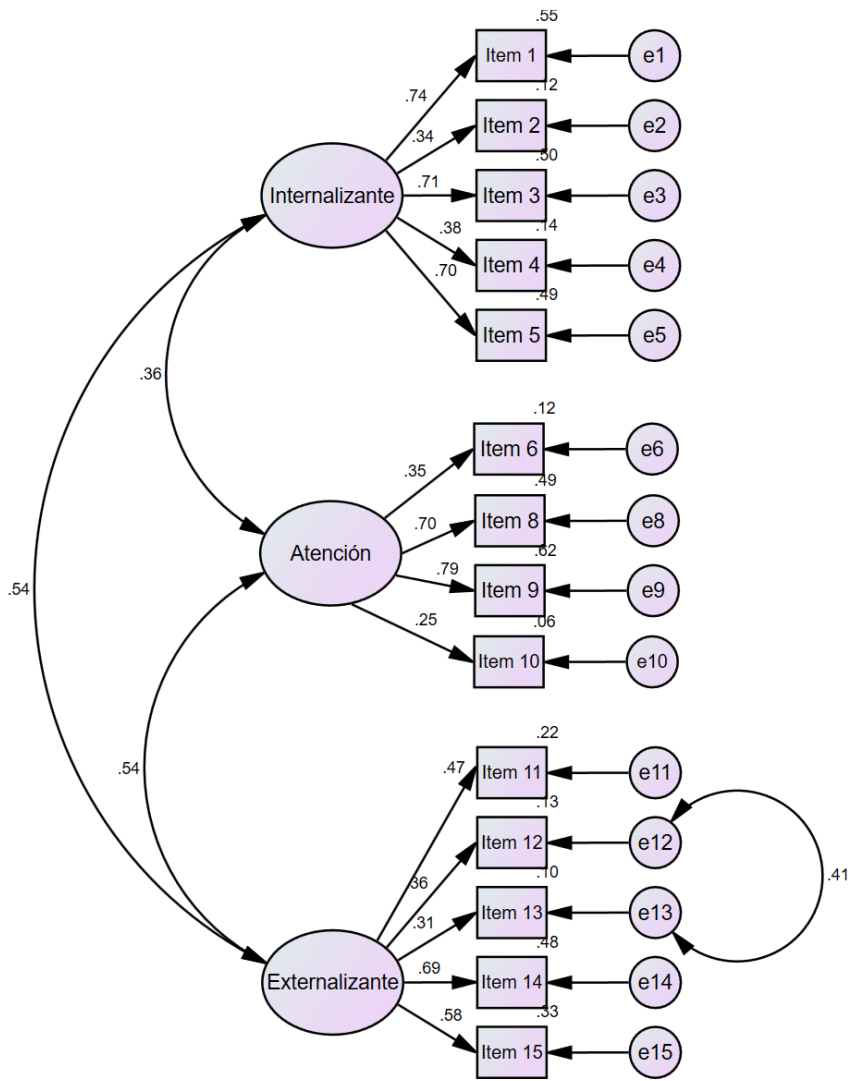 .55
Item 1
e1
.74
.12
Item 2
e2
.34
.50
Internalizante
.71
Item 3
e3
.14
.38
Item 4
e4
.70
.49
Item 5
e5
.36
.12
Item 6
e6
.35
.49
.70
Item 8
e8
.62
Atención
.79
Item 9
e9
.54
.25
.06
Item 10
e10
.22
.54
.47
Item 11
e11
.13
Item 12
e12
.41
.36
.10
.31
Item 13
e13
.48
Externalizante
.69
Item 14
e14
.58
.33
Item 15
e15